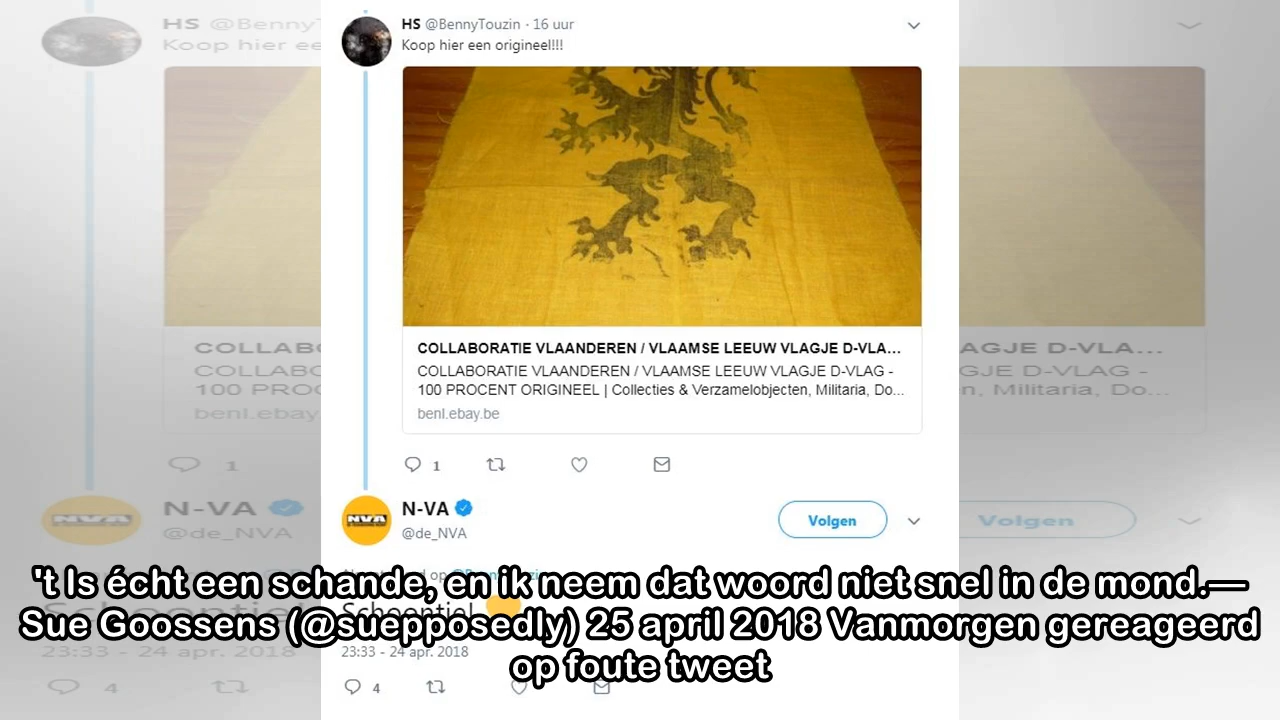 HS @BennyTouzin · 16 uur
Koop hier een origineel!!!
COLLABORATIE VLAANDEREN / VLAAMSE LEEUW VLAGJE D-VLA...
COLLABORATIE VLAANDEREN / VLAAMSE LEEUW VLAGJE D-VLAG -
100 PROCENT ORIGINEEL | Collecties & Verzamelobjecten, Militaria, Do...
benl.ebay.be
1
N-VA
@de_NVA
Volgen
't Is écht een schande, en ik neem dat woord niet snel in de mond.—
Sue Goossens (@suepposedly) 25 april 2018 Vanmorgen gereageerd
op foute tweet
Schoontje!
23:33 - 24 apr. 2018
4